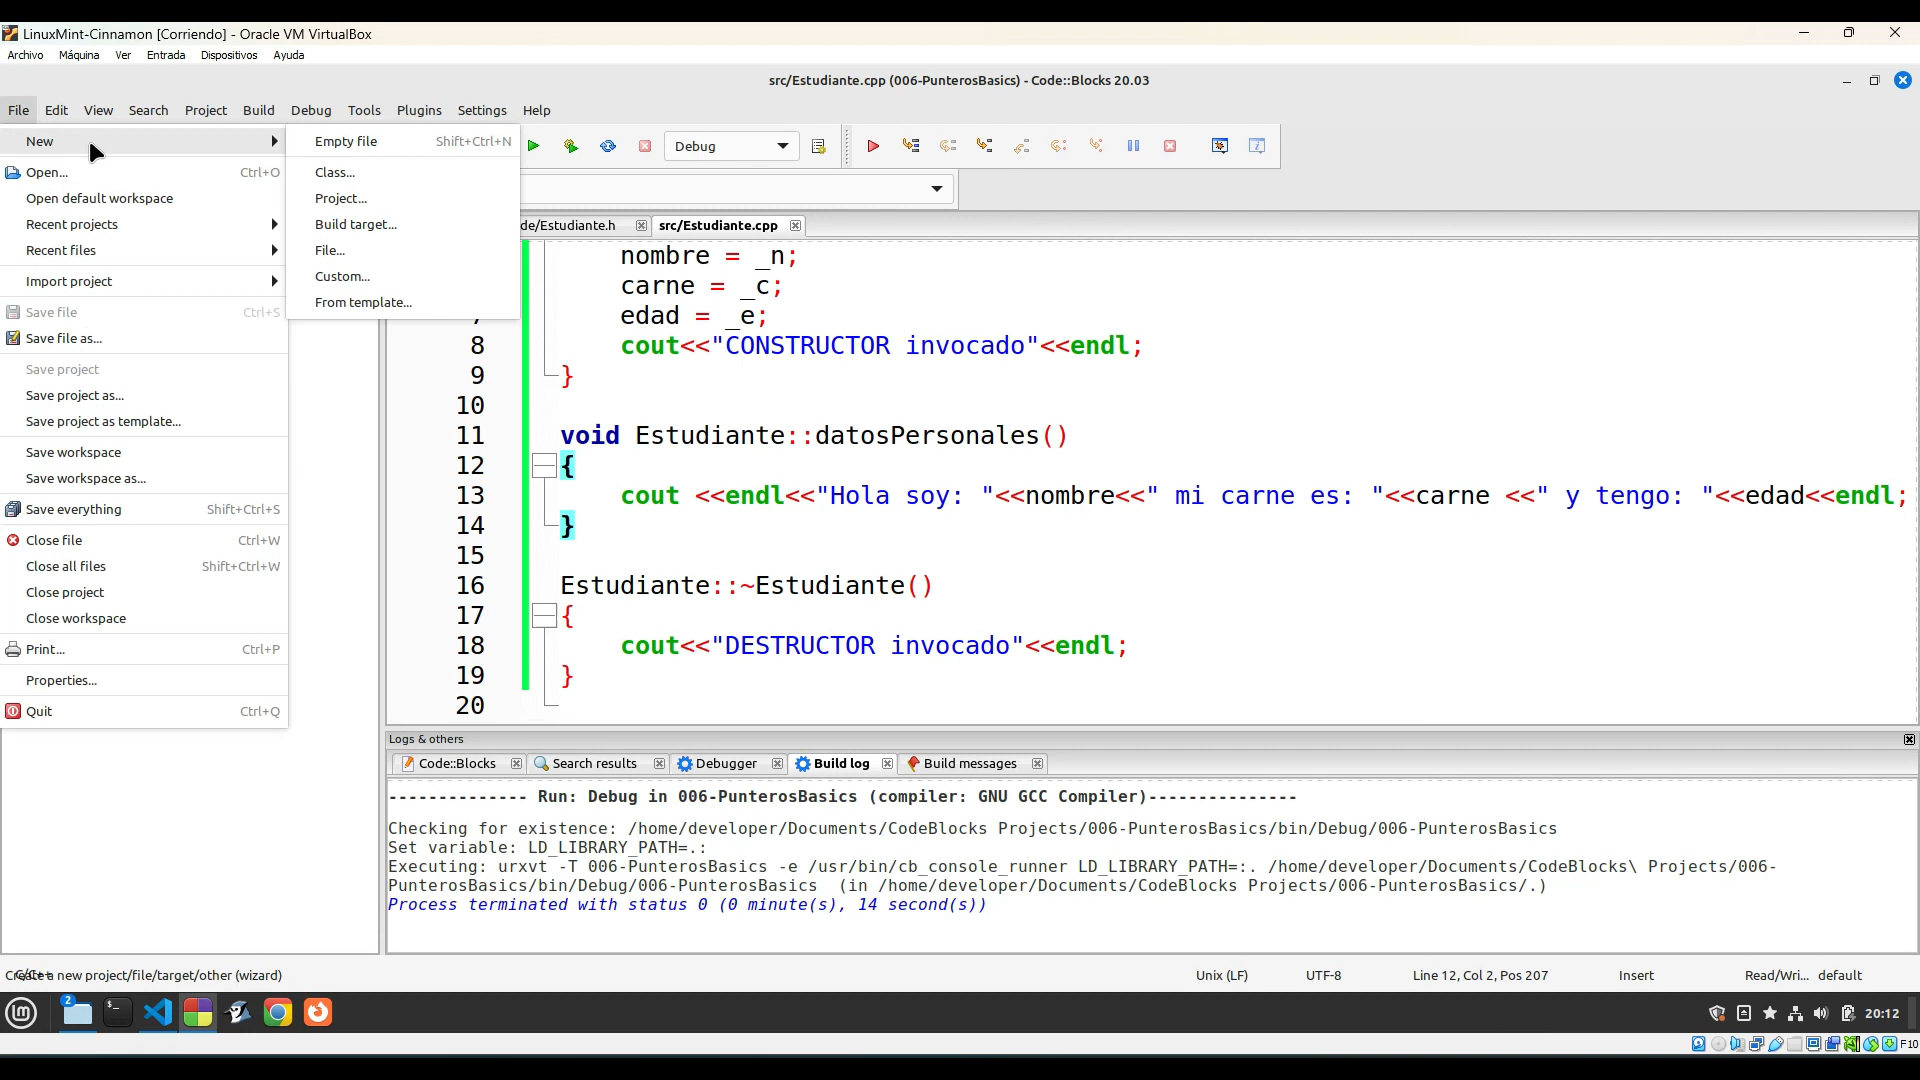 LinuxMint-Cinnamon [Corriendo] - Oracle VM VirtualBox
Archivo Máquina Ver Entrada Dispositivos Ayuda
src/Estudiante.cpp (006-PunterosBasics) - Code::Blocks 20.03
File Edit View Search Project Build Debug Tools Plugins Settings Help
New
Open... Ctrl+O
Open default workspace
Recent projects
Recent files
Import project
Save file Ctrl+S
Save file as...
Save project
Save project as...
Save project as template...
Save workspace
Save workspace as...
Save everything Shift+Ctrl+S
Close file Ctrl+W
Close all files Shift+Ctrl+W
Close project
Close workspace
Print... Ctrl+P
Properties...
Quit Ctrl+Q
Empty file Shift+Ctrl+N
Class...
Project...
Build target...
File...
Custom...
From template...
Debug
de/Estudiante.h src/Estudiante.cpp
nombre = _n;
carne = _c;
edad = _e;
8 cout<<"CONSTRUCTOR invocado"<<endl;
9 }
10
11 void Estudiante::datosPersonales()
12 {
13 cout <<endl<<"Hola soy: "<<nombre<<" mi carne es: "<<carne <<" y tengo: "<<edad<<endl;
14 }
15
16 Estudiante::~Estudiante()
17 {
18 cout<<"DESTRUCTOR invocado"<<endl;
19 }
20
Logs & others
Code::Blocks Search results Debugger Build log Build messages
-------------- Run: Debug in 006-PunterosBasics (compiler: GNU GCC Compiler)---------------
Checking for existence: /home/developer/Documents/CodeBlocks Projects/006-PunterosBasics/bin/Debug/006-PunterosBasics
Set variable: LD_LIBRARY_PATH=.:
Executing: urxvt -T 006-PunterosBasics -e /usr/bin/cb_console_runner LD_LIBRARY_PATH=:. /home/developer/Documents/CodeBlocks\ Projects/006-
PunterosBasics/bin/Debug/006-PunterosBasics (in /home/developer/Documents/CodeBlocks Projects/006-PunterosBasics/.)
Process terminated with status 0 (0 minute(s), 14 second(s))
new project/file/target/other (wizard) Unix (LF) UTF-8 Line 12, Col 2, Pos 207 Insert Read/Wri... default
2
20:12
F10